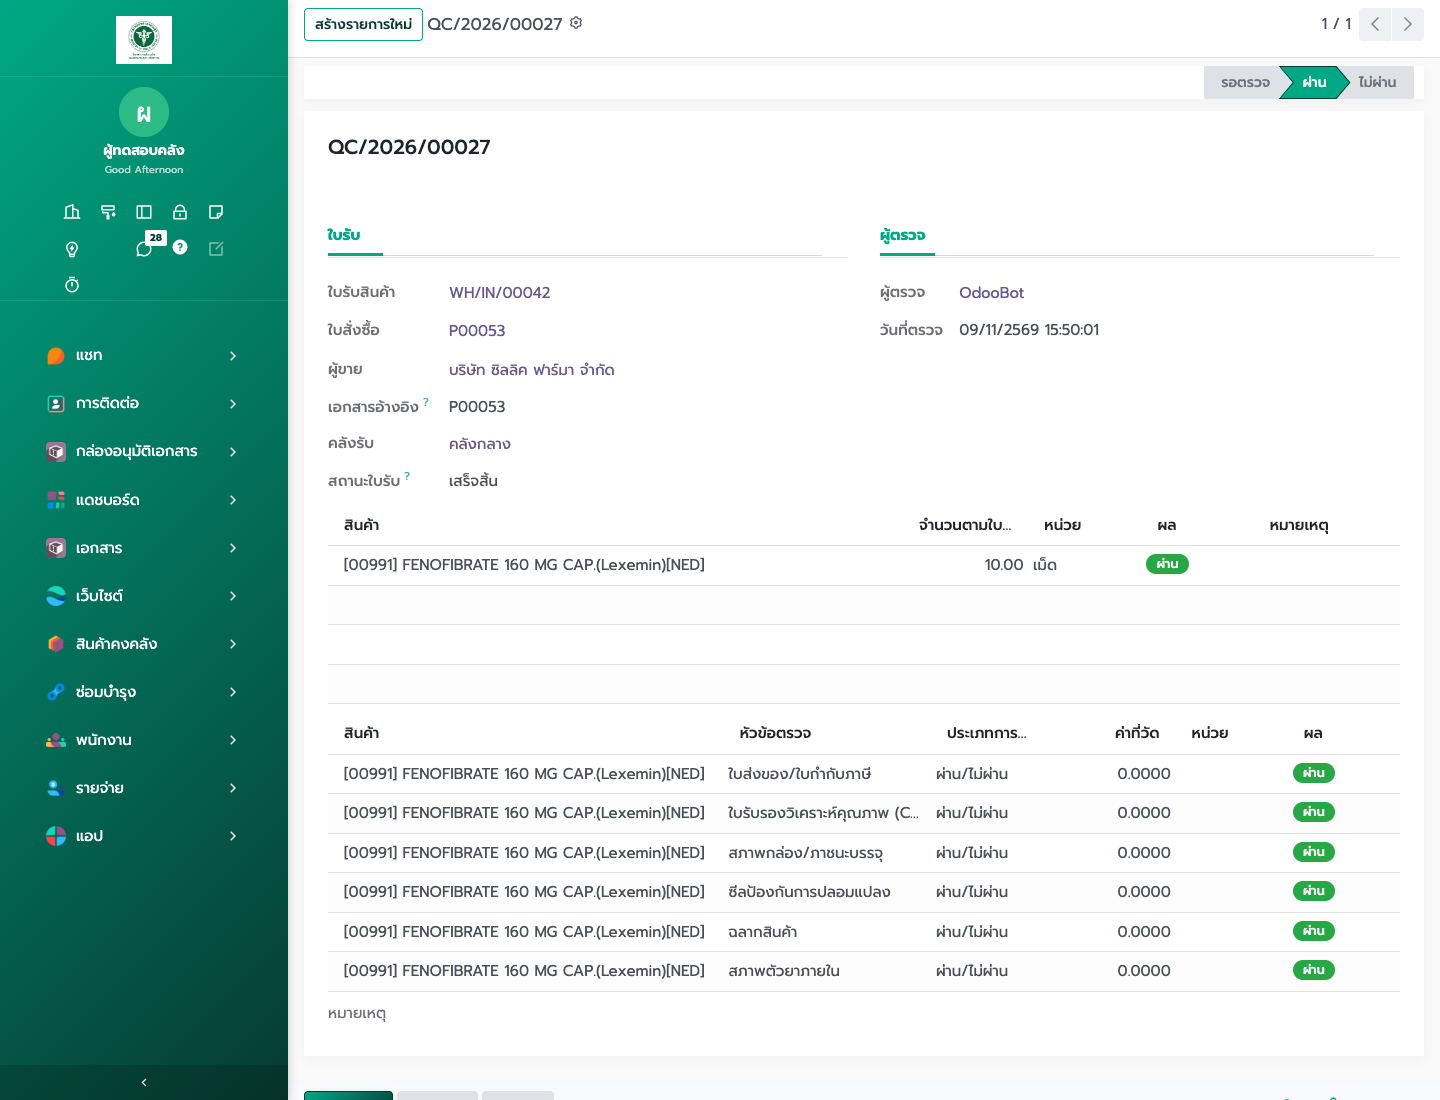 สร้างรายการใหม่ QC/2026/00027
1 / 1
ผ
ผู้ทดสอบคลัง
Good Afternoon
28
?
แชท
การติดต่อ
กล่องอนุมัติเอกสาร
แดชบอร์ด
เอกสาร
เว็บไซต์
สินค้าคงคลัง
ซ่อมบำรุง
พนักงาน
รายจ่าย
แอป
รอตรวจ ผ่าน ไม่ผ่าน
QC/2026/00027
ใบรับ
ใบรับสินค้า WH/IN/00042
ใบสั่งซื้อ P00053
ผู้ขาย บริษัท ซิลลิค ฟาร์มา จำกัด
เอกสารอ้างอิง ? P00053
คลังรับ คลังกลาง
สถานะใบรับ ? เสร็จสิ้น
ผู้ตรวจ
ผู้ตรวจ OdooBot
วันที่ตรวจ 09/11/2569 15:50:01
สินค้า จำนวนตามใบ... หน่วย ผล หมายเหตุ
[00991] FENOFIBRATE 160 MG CAP.(Lexemin)[NED] 10.00 เม็ด ผ่าน
สินค้า หัวข้อตรวจ ประเภทการ... ค่าที่วัด หน่วย ผล
[00991] FENOFIBRATE 160 MG CAP.(Lexemin)[NED] ใบส่งของ/ใบกำกับภาษี ผ่าน/ไม่ผ่าน 0.0000 ผ่าน
[00991] FENOFIBRATE 160 MG CAP.(Lexemin)[NED] ใบรับรองวิเคราะห์คุณภาพ (C... ผ่าน/ไม่ผ่าน 0.0000 ผ่าน
[00991] FENOFIBRATE 160 MG CAP.(Lexemin)[NED] สภาพกล่อง/ภาชนะบรรจุ ผ่าน/ไม่ผ่าน 0.0000 ผ่าน
[00991] FENOFIBRATE 160 MG CAP.(Lexemin)[NED] ซีลป้องกันการปลอมแปลง ผ่าน/ไม่ผ่าน 0.0000 ผ่าน
[00991] FENOFIBRATE 160 MG CAP.(Lexemin)[NED] ฉลากสินค้า ผ่าน/ไม่ผ่าน 0.0000 ผ่าน
[00991] FENOFIBRATE 160 MG CAP.(Lexemin)[NED] สภาพตัวยาภายใน ผ่าน/ไม่ผ่าน 0.0000 ผ่าน
หมายเหตุ